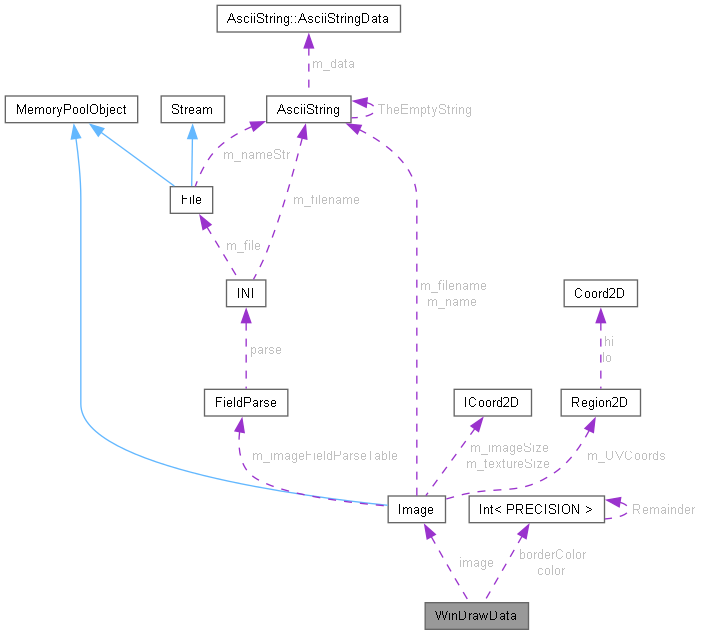 AsciiString::AsciiStringData
m_data
MemoryPoolObject
Stream
AsciiString
TheEmptyString
m_nameStr
File
m_filename
m_file
INI
m_filename
m_name
Coord2D
hi
lo
parse
FieldParse
ICoord2D
Region2D
m_imageFieldParseTable
m_imageSize
m_textureSize
m_UVCoords
Image
Int< PRECISION >
Remainder
image
borderColor
color
WinDrawData